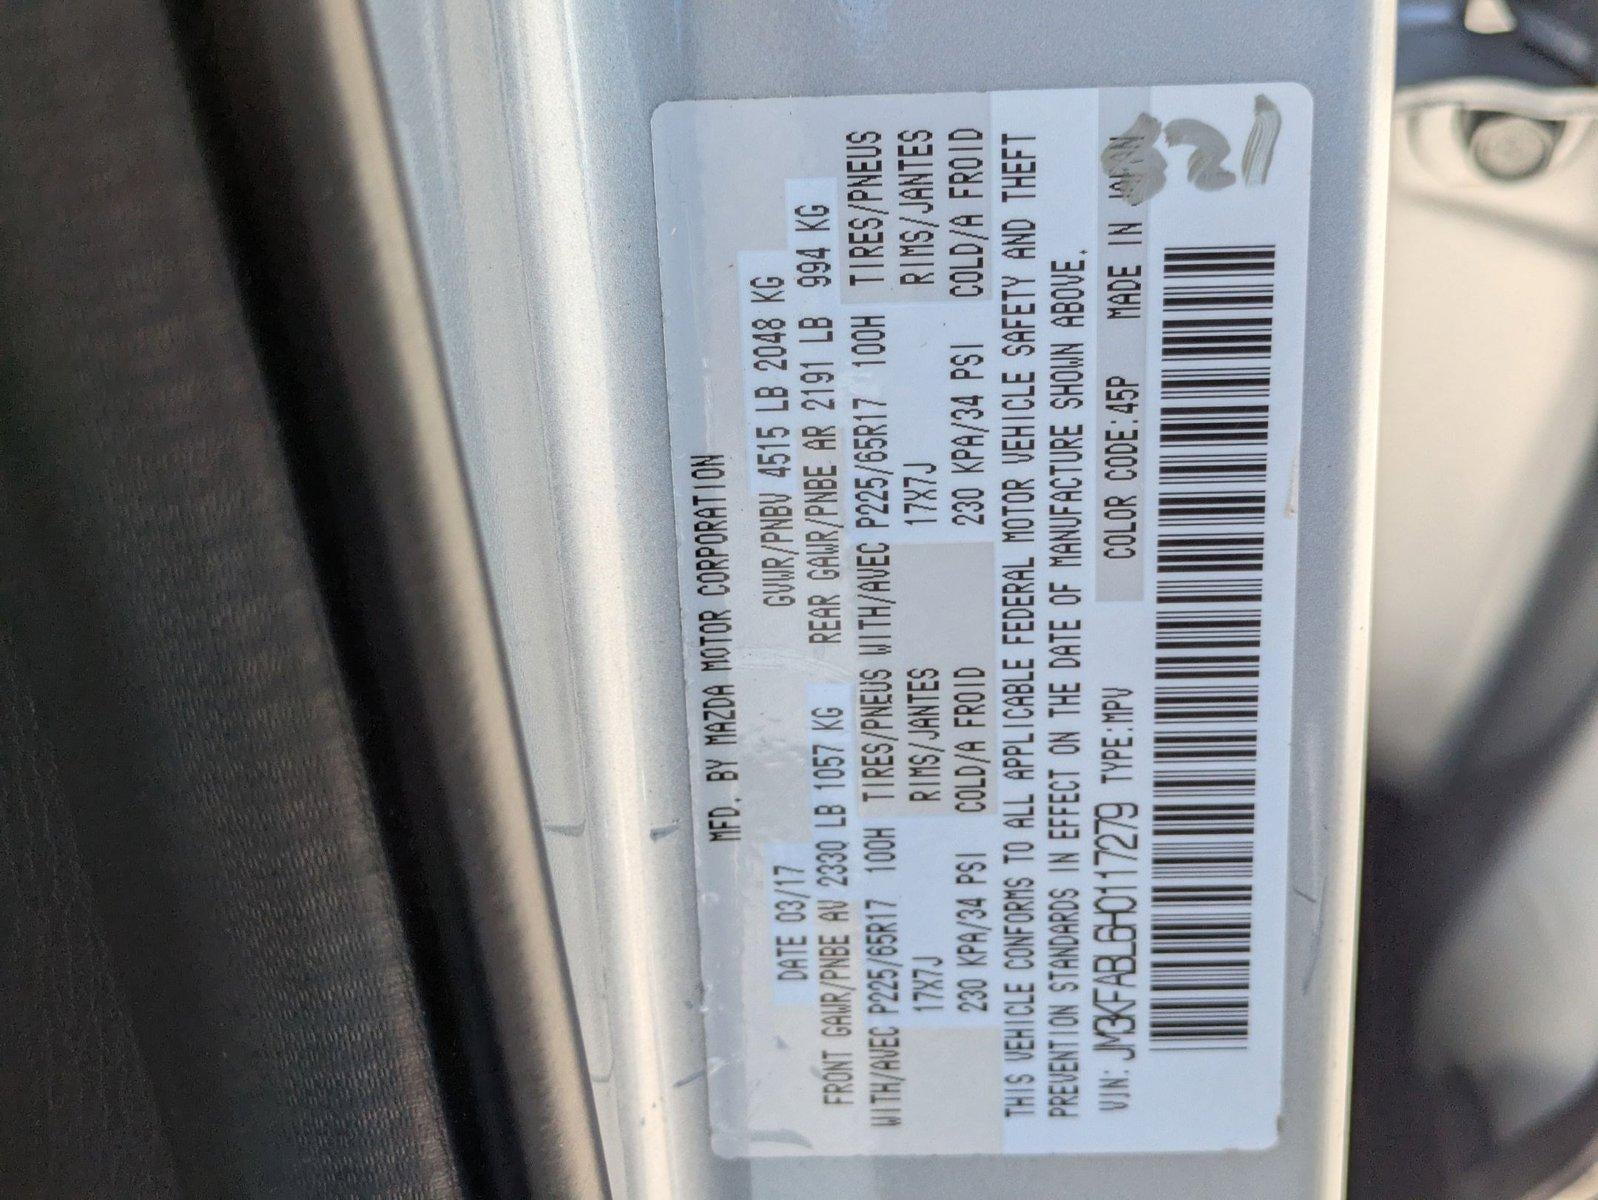 MFD. BY MAZDA MOTOR CORPORATION
DATE 03/17 GVWR/PNBV 4515 LB 2048 KG
FRONT GAWR/PNBE AV 2330 LB 1057 KG REAR GAWR/PNBE AR 2191 LB 994 KG
WITH/AVEC P225/65R17 100H TIRES/PNEUS WITH/AVEC P225/65R17 100H TIRES/PNEUS
17X7J RIMS/JANTES 17X7J RIMS/JANTES
230 KPA/34 PSI COLD/A FROID 230 KPA/34 PSI COLD/A FROID
THIS VEHICLE CONFORMS TO ALL APPLICABLE FEDERAL MOTOR VEHICLE SAFETY AND THEFT
PREVENTION STANDARDS IN EFFECT ON THE DATE OF MANUFACTURE SHOWN ABOVE.
VIN: JM3KFABL6H0117279 TYPE:MPV COLOR CODE:45P MADE IN JAPAN